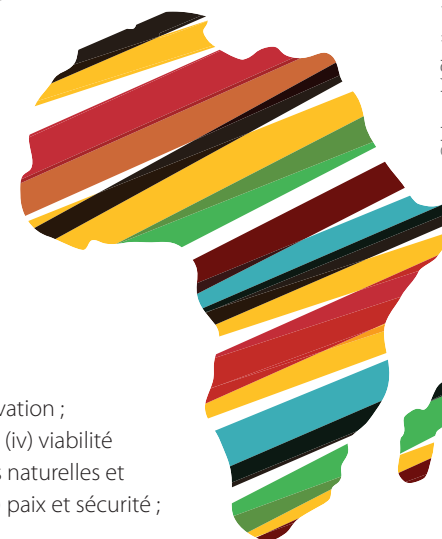 vation ;
(iv) viabilité
s naturelles et
paix et sécurité ;